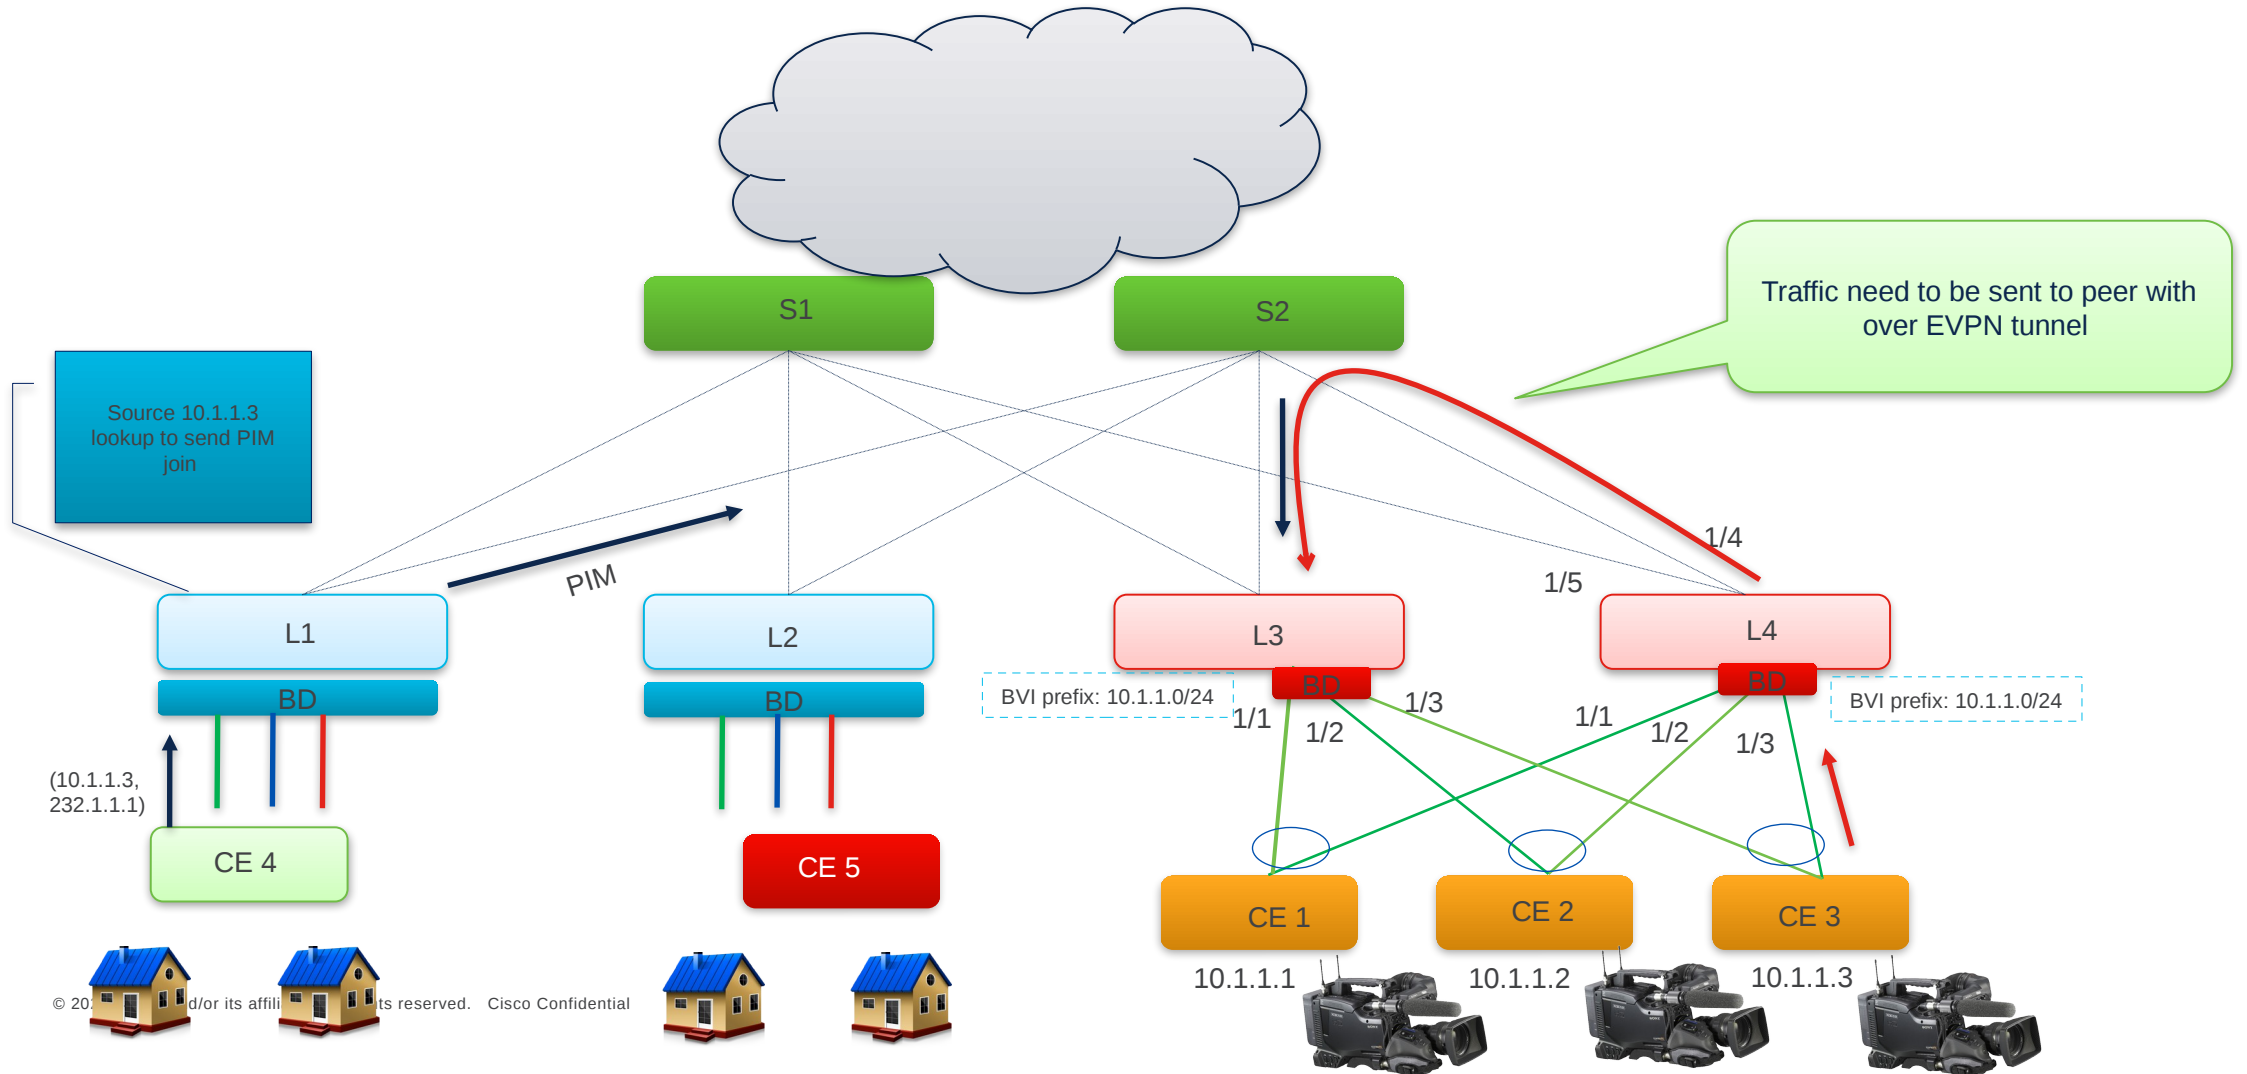 S1
S2
Traffic need to be sent to peer with
over EVPN tunnel
Source 10.1.1.3
lookup to send PIM
join
PIM
1/4
1/5
L1
L2
L3
L4
BD
BD
BD
BD
BVI prefix: 10.1.1.0/24
BVI prefix: 10.1.1.0/24
1/1
1/2
1/3
1/1
1/2
1/3
(10.1.1.3,
232.1.1.1)
CE 4
CE 5
CE 1
CE 2
CE 3
10.1.1.1
10.1.1.2
10.1.1.3
© d/or its reserved. Cisco Confidential